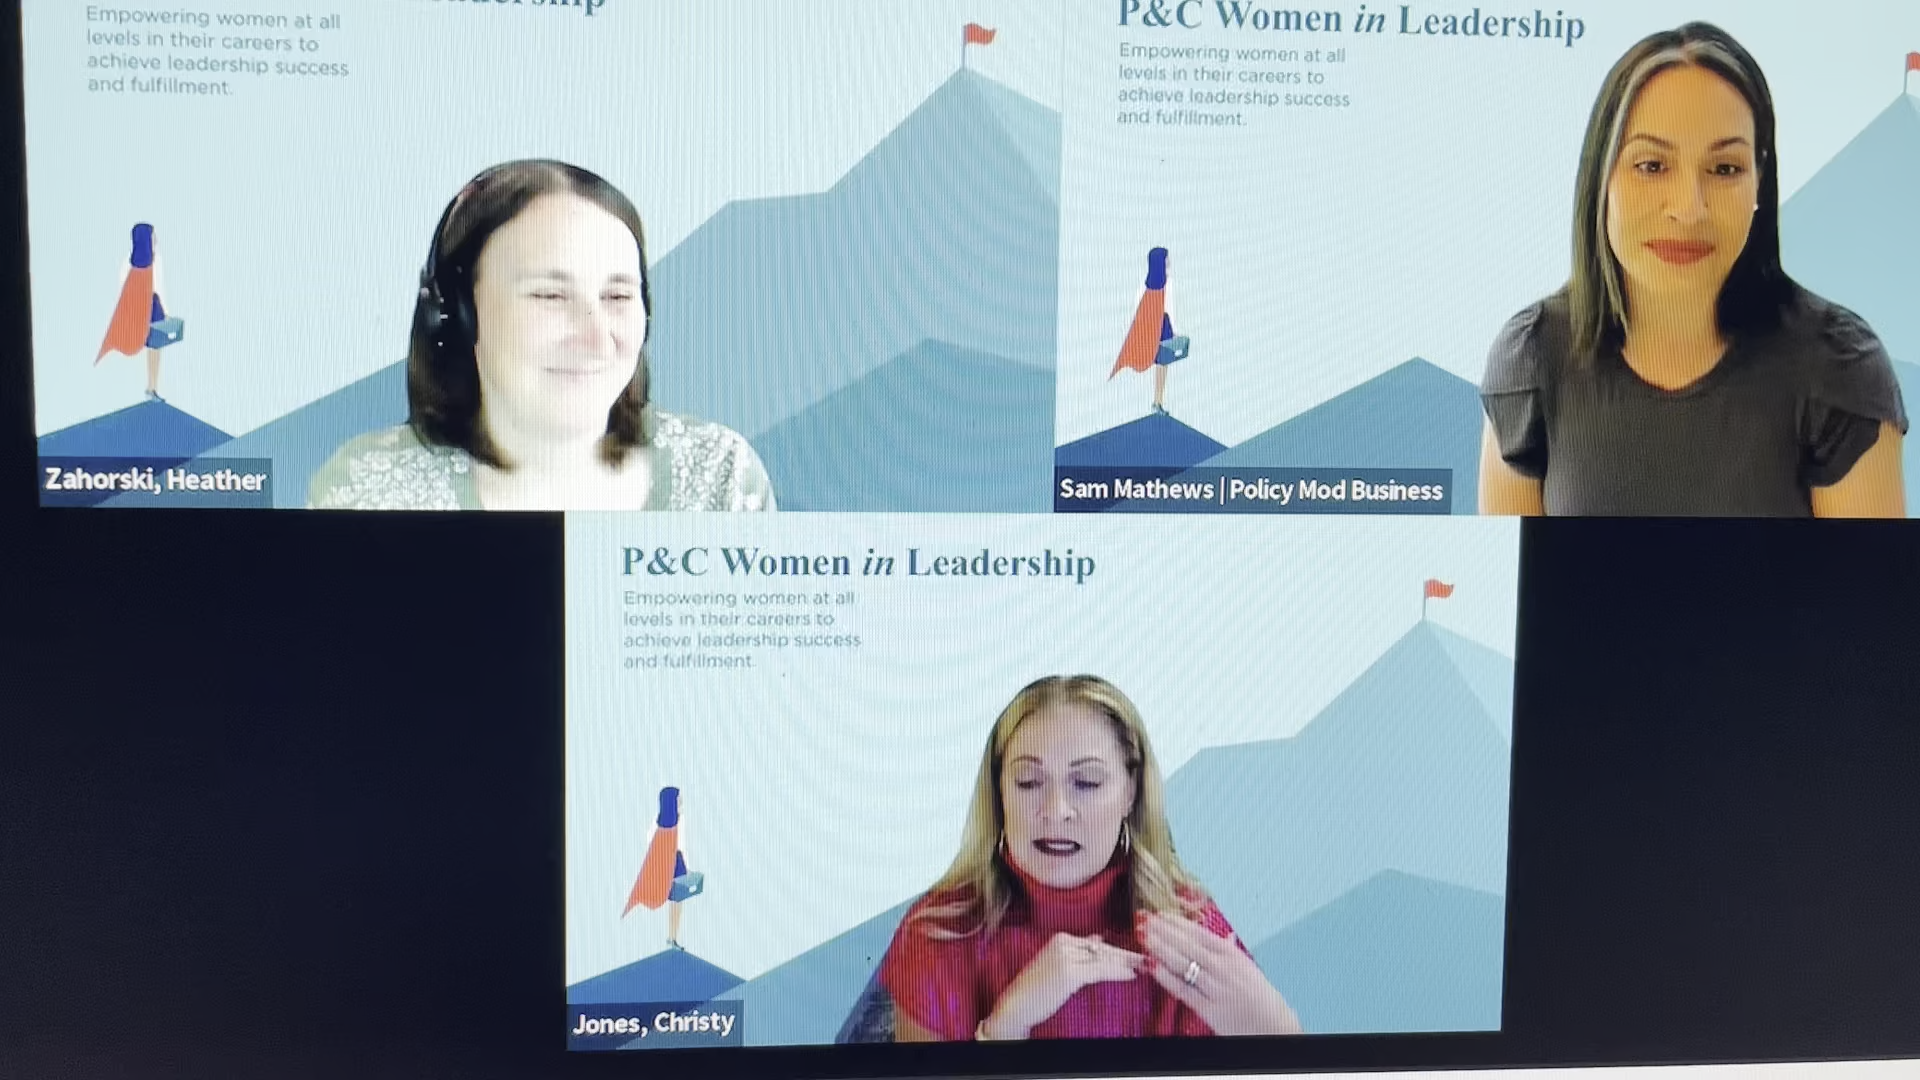 Empowering women at all
levels in their careers to
achieve leadership success
and fulfillment.
Zahorski, Heather
P&C Women in Leadership
Empowering women at all
levels in their careers to
achieve leadership success
and fulfillment.
Sam Mathews | Policy Mod Business
P&C Women in Leadership
Empowering women at all
levels in their careers to
achieve leadership success
and fulfillment.
Jones, Christy